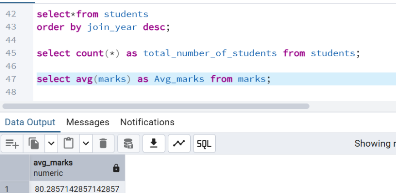 42 select*from students
43 order by join_year desc;
44
45 select count(*) as total_number_of_students from students;
46
47 select avg(marks) as Avg_marks from marks;
48
Data Output Messages Notifications
SQL Showing
avg_marks
numeric
1 80.2857142857142857